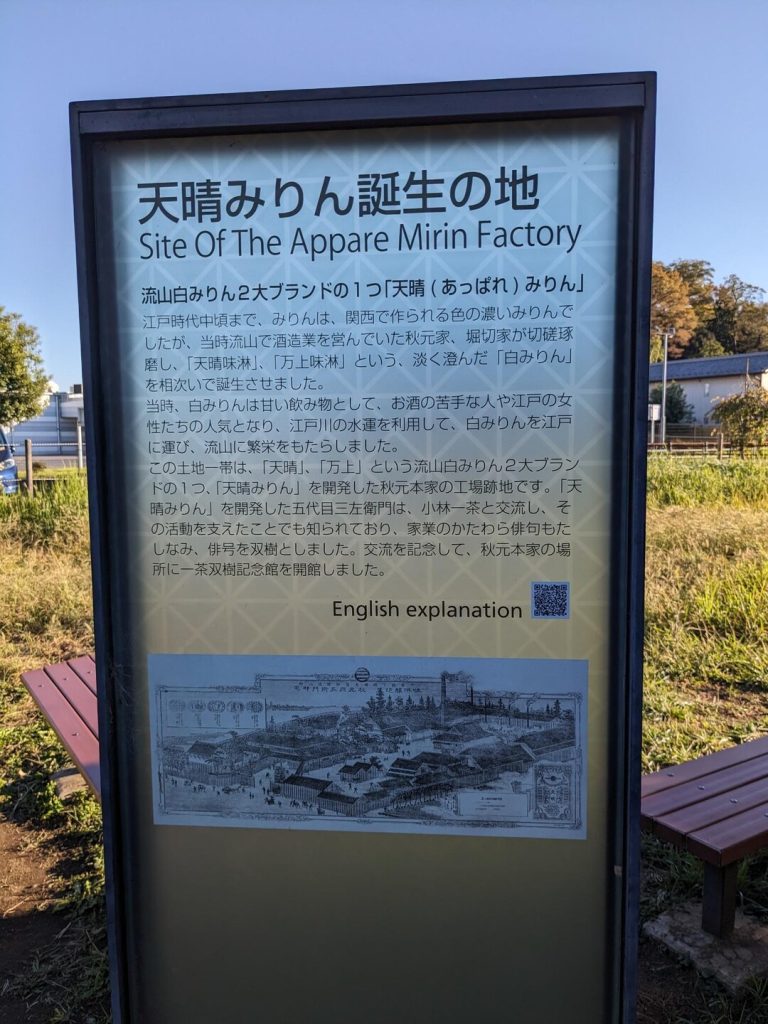 天晴みりん誕生の地
Site Of The Appare Mirin Factory
流山白みりん２大ブランドの１つ「天晴(あっぱれ)みりん」
江戸時代中頃まで、みりんは、関西で作られる色の濃いみりんで
したが、当時流山で酒造業を営んでいた秋元家、堀切家が切磋琢
磨し、「天晴味淋」、「万上味淋」という、淡く澄んだ「白みりん」
を相次いで誕生させました。
当時、白みりんは甘い飲み物として、お酒の苦手な人や江戸の女
性たちの人気となり、江戸川の水運を利用して、白みりんを江戸
に運び、流山に繁栄をもたらしました。
この土地一帯は、「天晴」、「万上」という流山白みりん２大ブラン
ドの１つ、「天晴みりん」を開発した秋元本家の工場跡地です。「天
晴みりん」を開発した五代目三左衛門は、小林一茶と交流し、そ
の活動を支えたことでも知られており、家業のかたわら俳句もた
しなみ、俳号を双樹としました。交流を記念して、秋元本家の場
所に一茶双樹記念館を開館しました。
English explanation